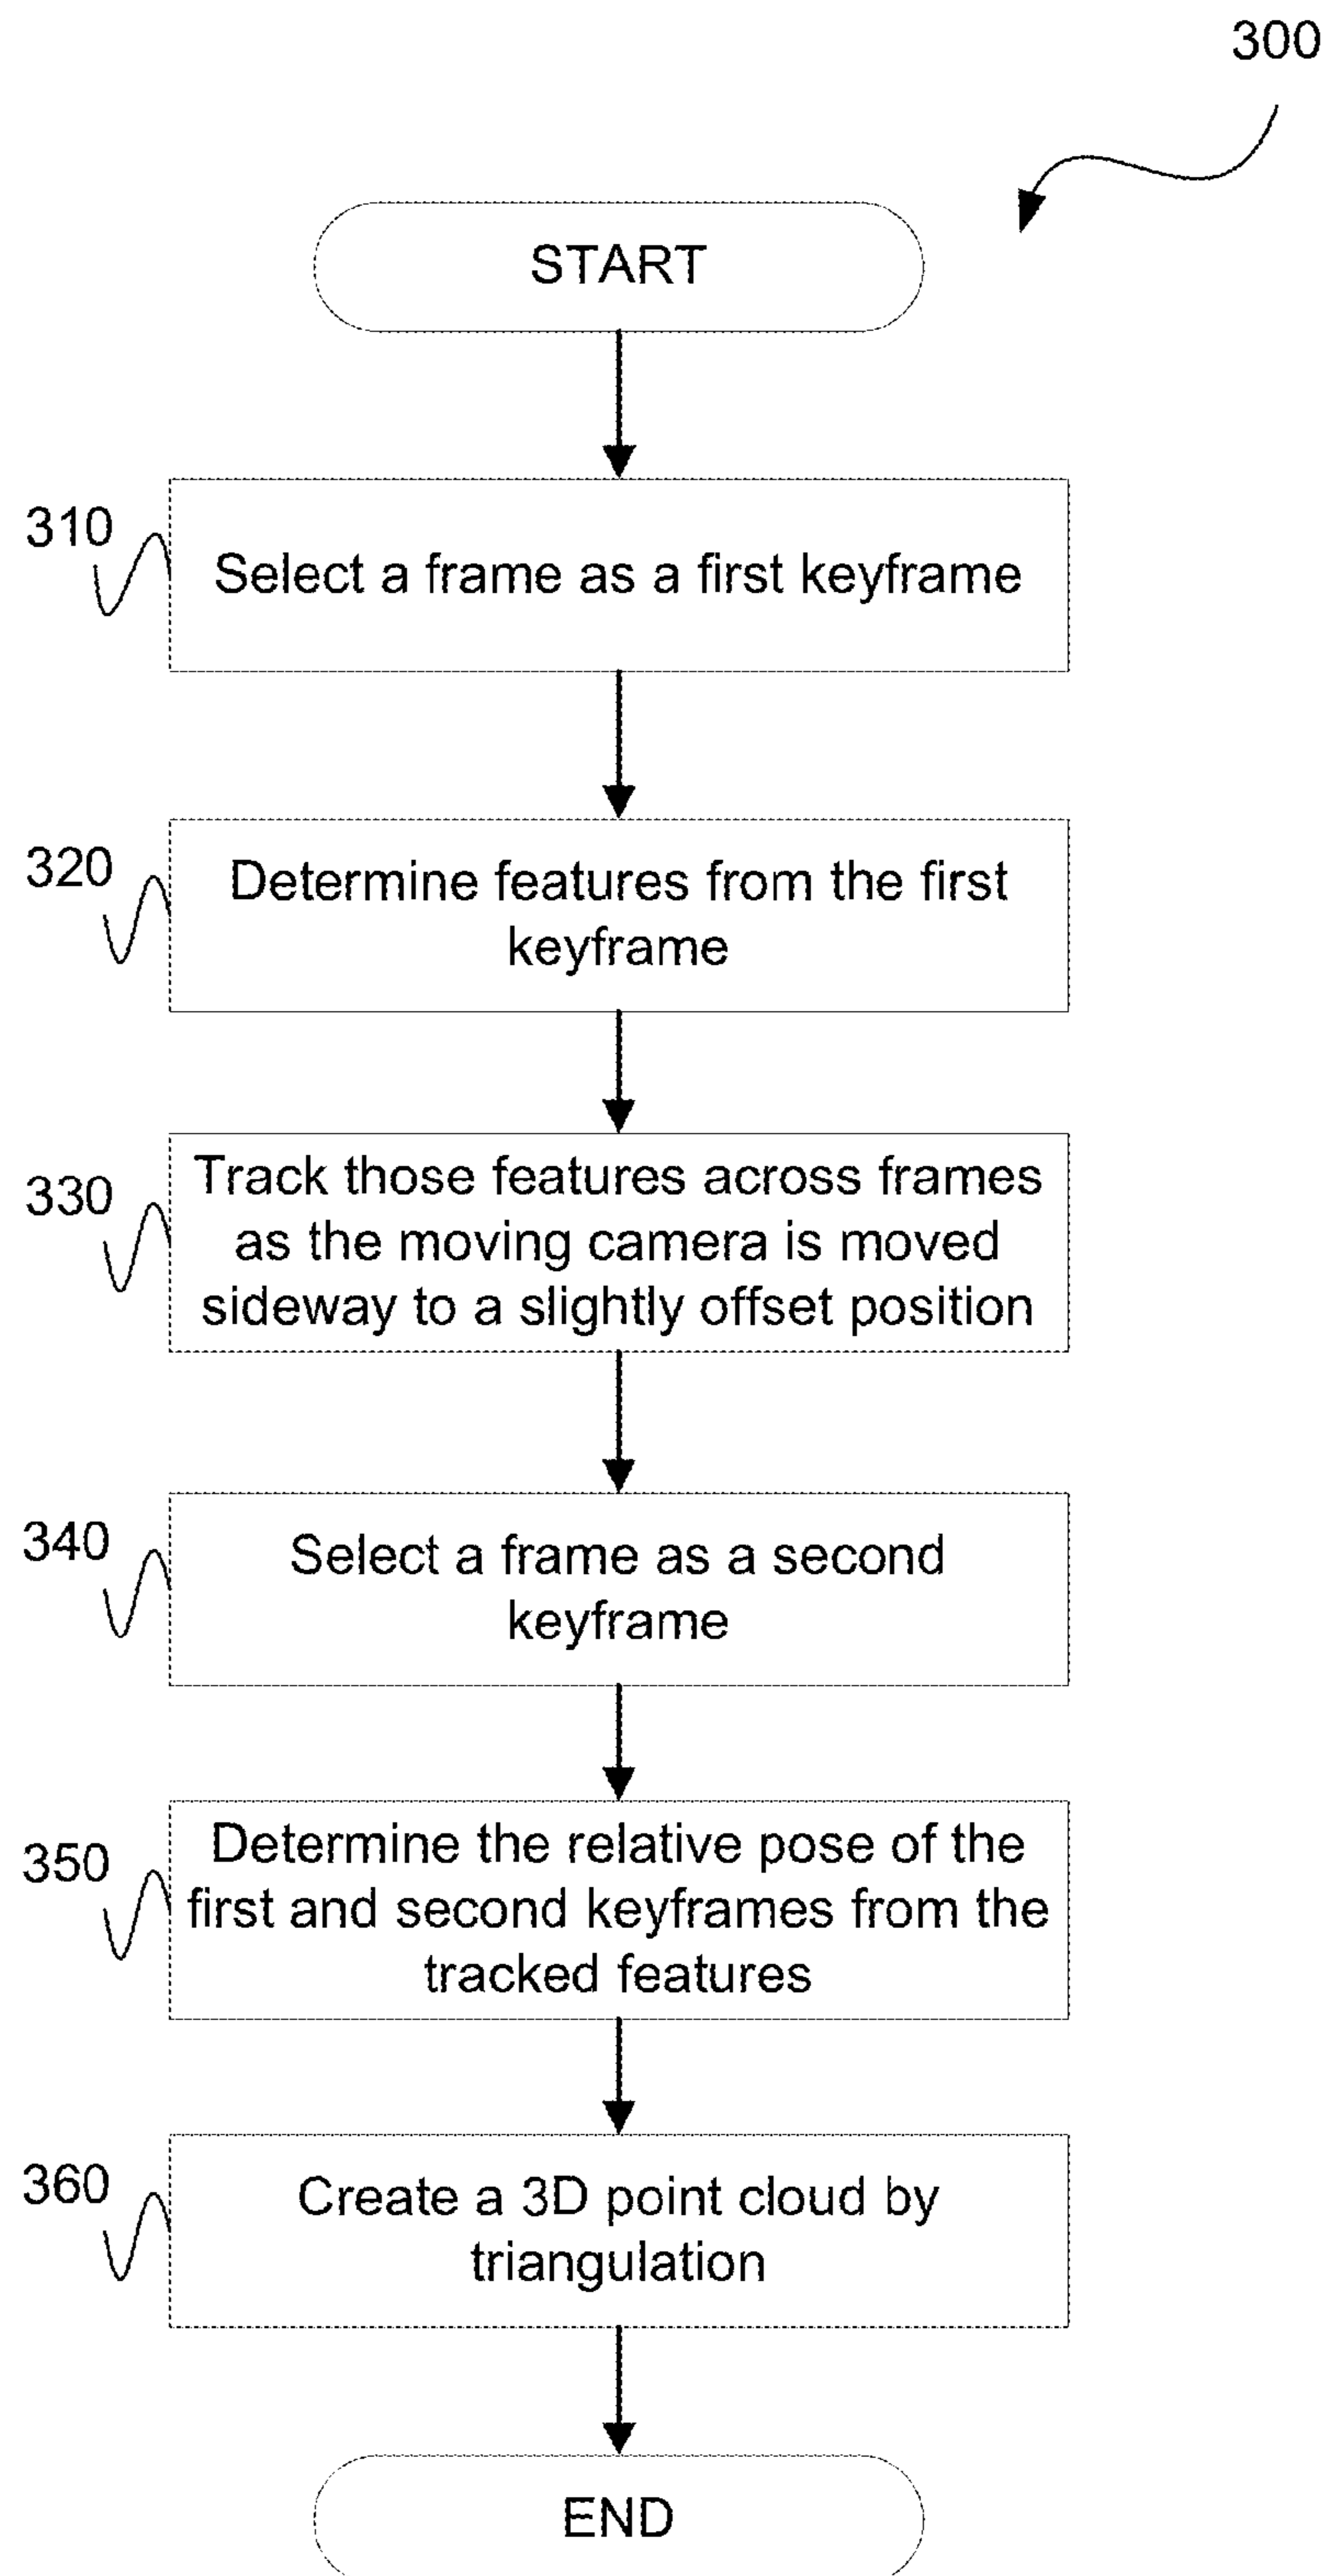 300
START
310
Select a frame as a first keyframe
320
Determine features from the first
keyframe
330
Track those features across frames
as the moving camera is moved
sideway to a slightly offset position
340
Select a frame as a second
keyframe
350
Determine the relative pose of the
first and second keyframes from the
tracked features
360
Create a 3D point cloud by
triangulation
END